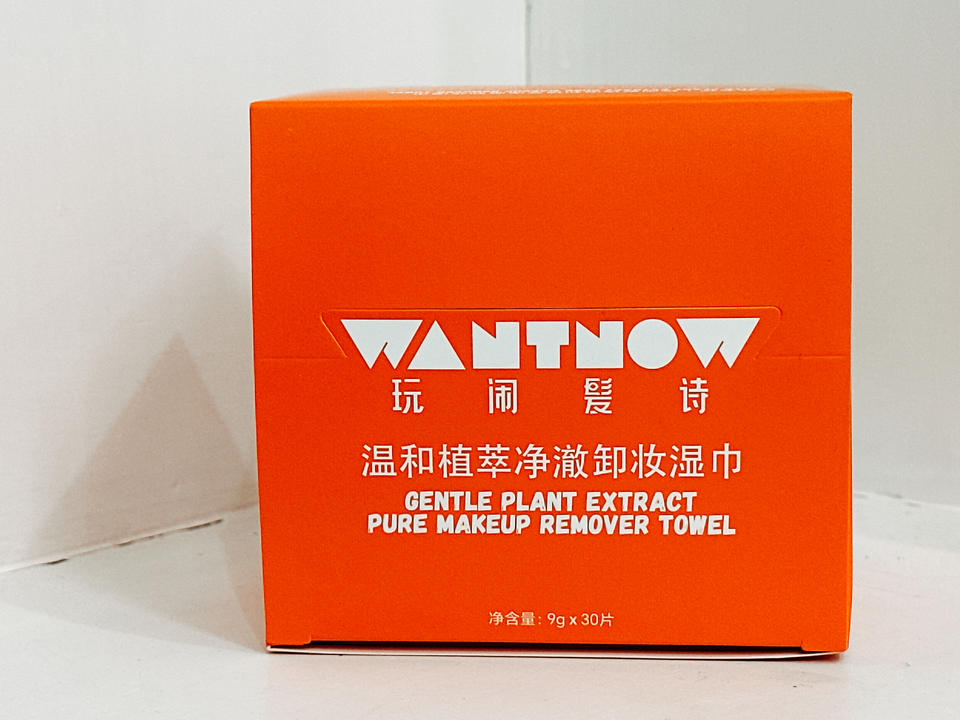 WANTNOW
玩闹髪诗
温和植萃净澈卸妆湿巾
GENTLE PLANT EXTRACT
PURE MAKEUP REMOVER TOWEL
净含量: 9g x 30片